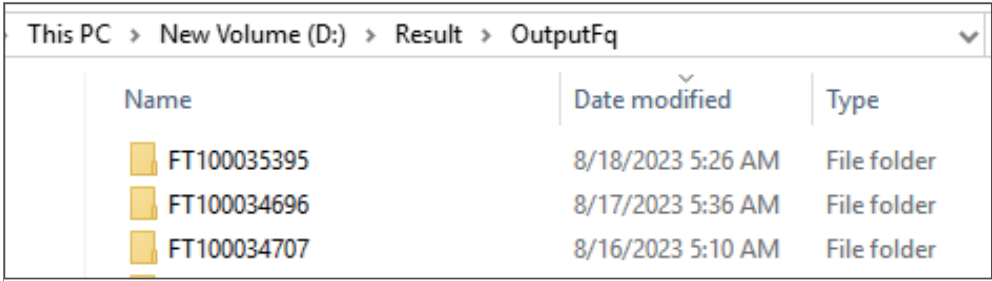 This PC > New Volume (D:) > Result > OutputFq
Name Date modified Type
FT100035395 8/18/2023 5:26 AM File folder
FT100034696 8/17/2023 5:36 AM File folder
FT100034707 8/16/2023 5:10 AM File folder